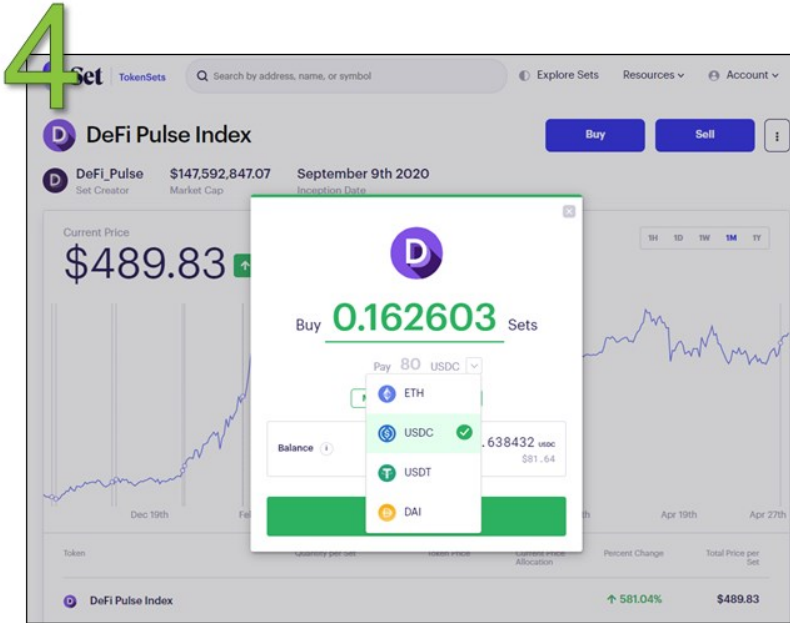 4
Set TokenSets Search by address, name, or symbol Explore Sets Resources Account
DeFi Pulse Index Buy Sell
DeFi_Pulse $147,592,847.07 September 9th 2020
Set Creator Market Cap Inception Date
Current Price 1H 1D 1W 1M 1Y
$489.83
Buy 0.162603 Sets
Pay 80 USDC
ETH
USDC
Balance .638432 USDC
$81.64
USDT
DAI
Dec 19th Apr 19th Apr 27th
Token Quantity per Set Token Price Current Price Allocation Percent Change Total Price per Set
DeFi Pulse Index 581.04% $489.83